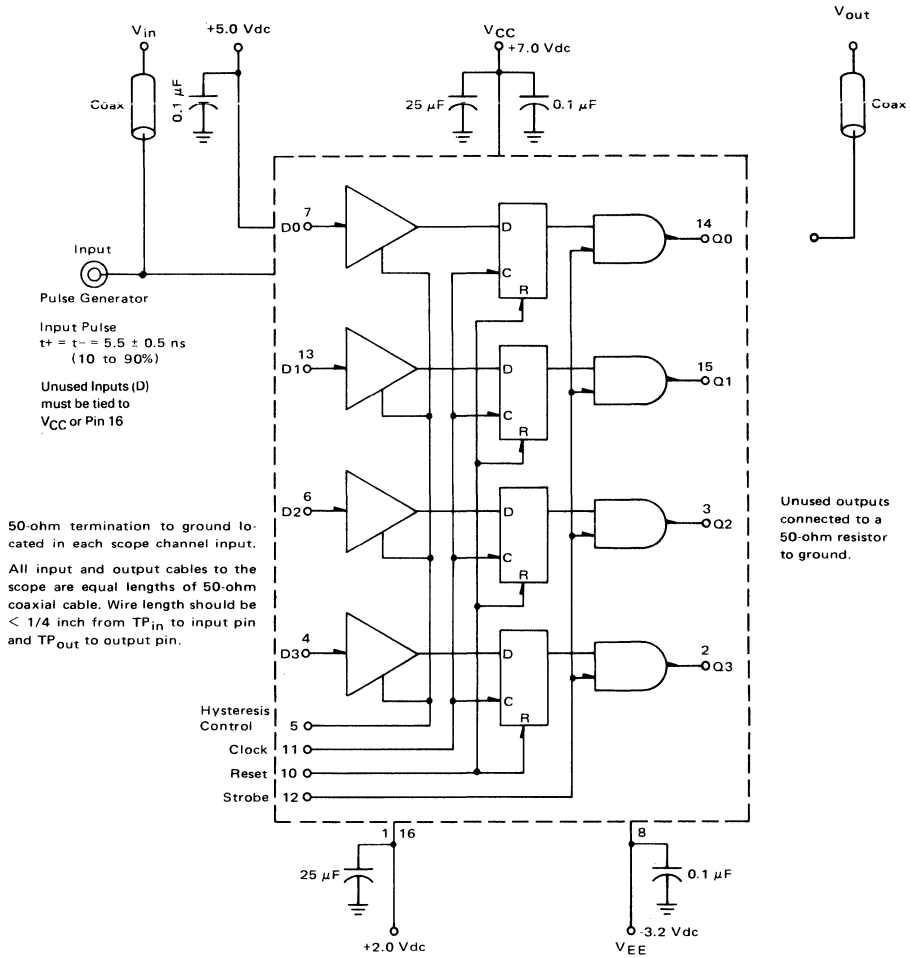 Vin
+5.0 Vdc
VCC
+7.0 Vdc
Vout
Coax
0.1 μF
25 μF
0.1 μF
Coax
Input
Pulse Generator
Input Pulse
t+ = t− = 5.5 ± 0.5 ns
(10 to 90%)
Unused Inputs (D)
must be tied to
VCC or Pin 16
50-ohm termination to ground lo-
cated in each scope channel input.
All input and output cables to the
scope are equal lengths of 50-ohm
coaxial cable. Wire length should be
< 1/4 inch from TPin to input pin
and TPout to output pin.
D0 7
D
C
R
14
Q0
D1 13
D
C
R
15
Q1
D2 6
D
C
R
3
Q2
D3 4
D
C
R
2
Q3
Hysteresis
Control 5
Clock 11
Reset 10
Strobe 12
Unused outputs
connected to a
50-ohm resistor
to ground.
1 16
8
25 μF
0.1 μF
+2.0 Vdc
-3.2 Vdc
VEE